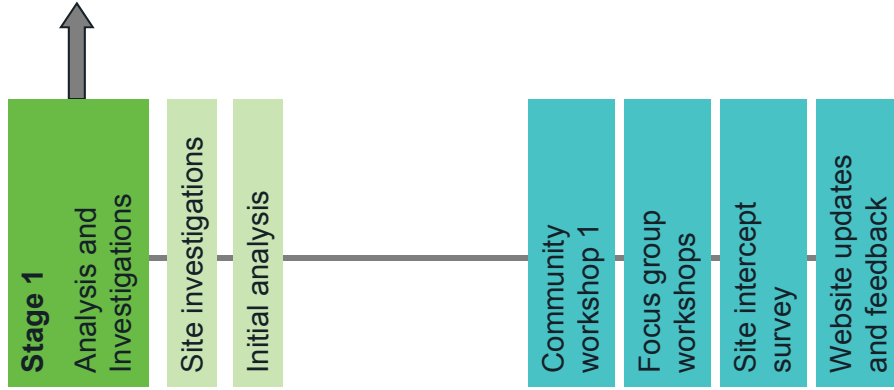 Stage 1
Analysis and
Investigations
Site investigations
Initial analysis
Community
workshop 1
Focus group
workshops
Site intercept
survey
Website updates
and feedback